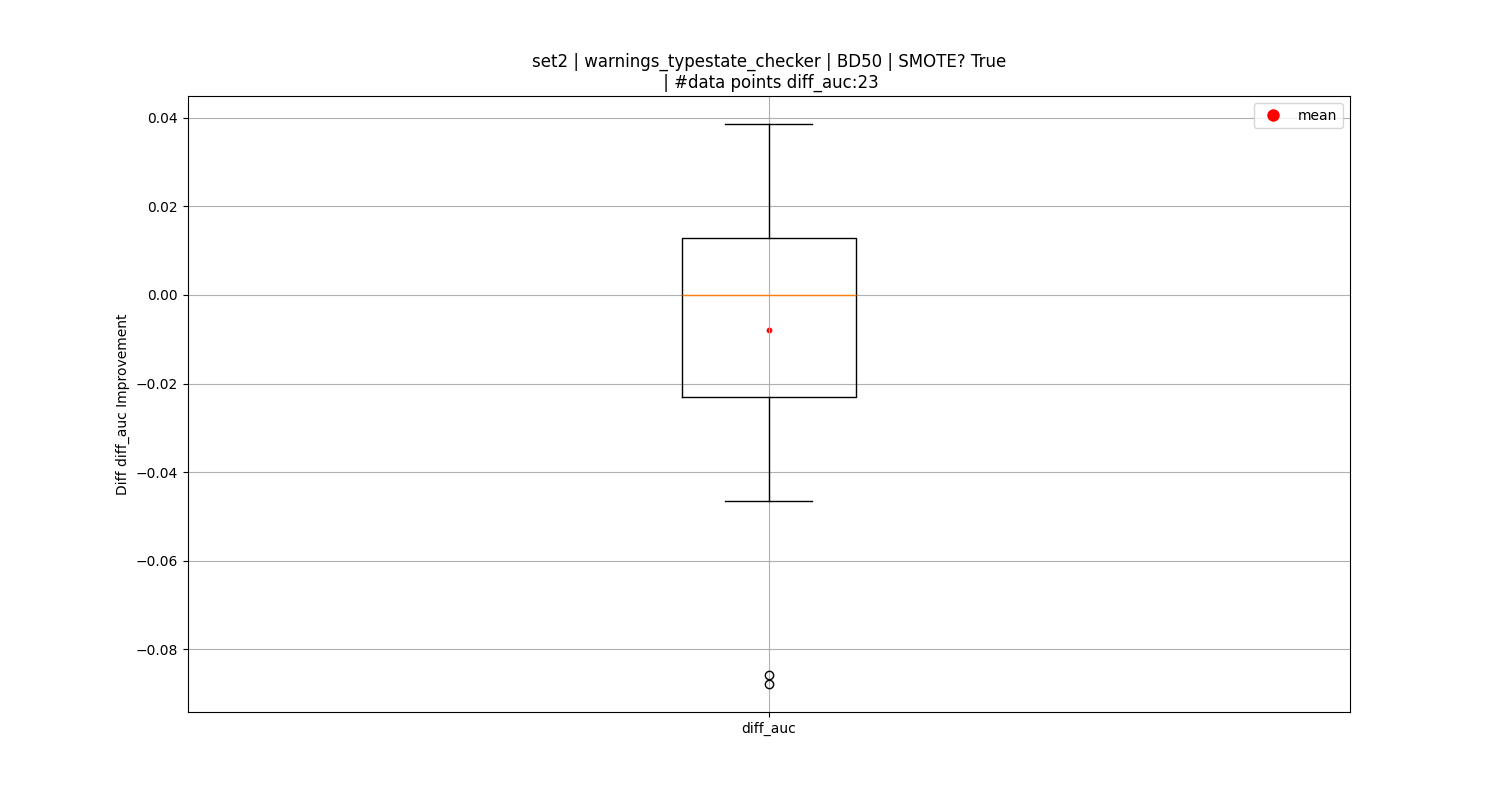 set2 | warnings_typestate_checker | BD50 | SMOTE? True
| #data points diff_auc:23
mean
0.04
0.02
0.00
−0.02
−0.04
−0.06
−0.08
Diff diff_auc Improvement
diff_auc